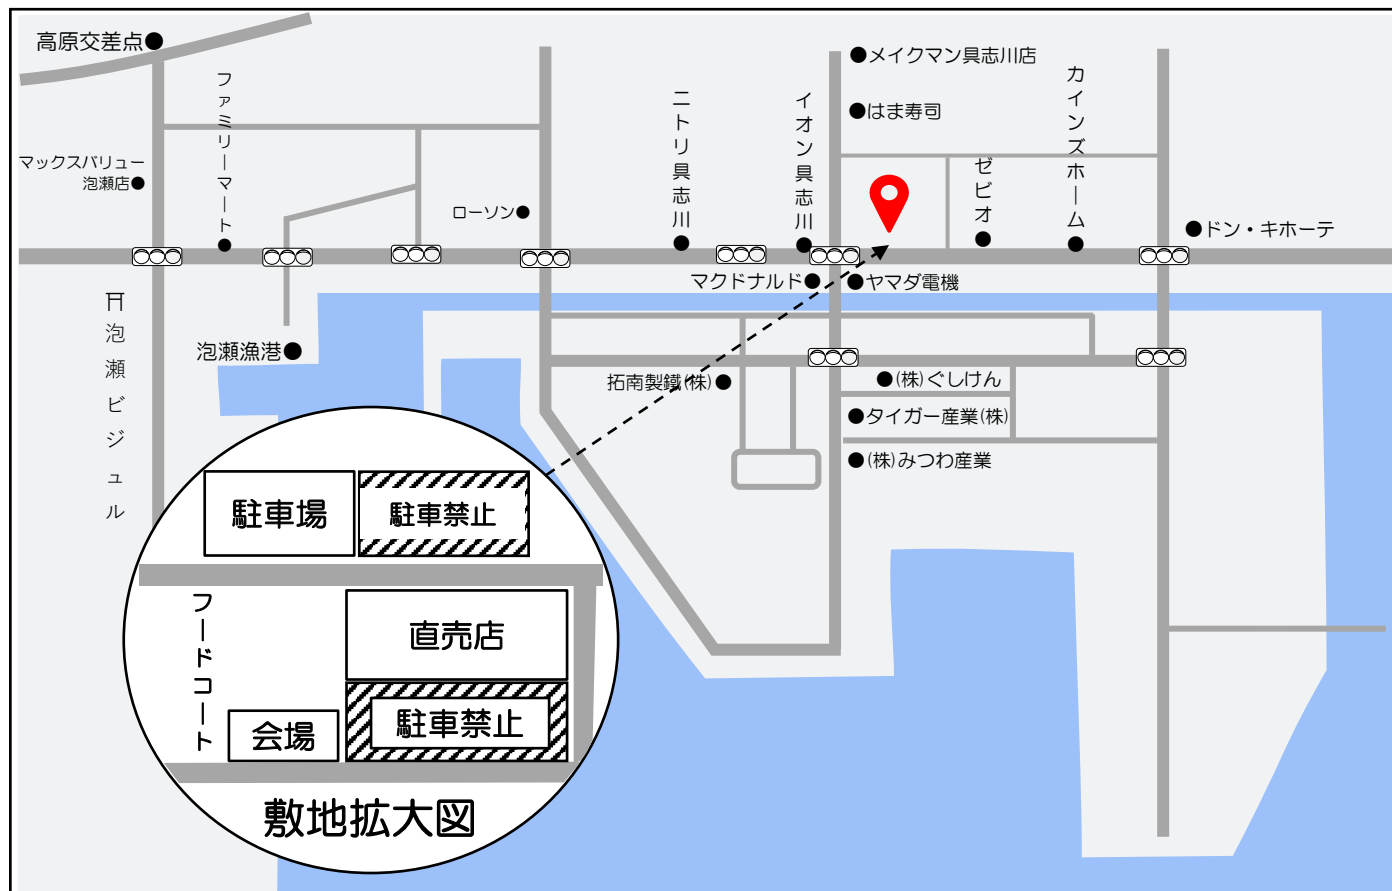 高原交差点
メイクマン具志川店
カインズホーム
ファミリーマート
ニトリ具志川
イオン具志川
はま寿司
マックスバリュー
泡瀬店
ゼビオ
ローソン
ドン・キホーテ
マクドナルド
ヤマダ電機
泡瀬ビジュル
泡瀬漁港
拓南製鐵(株)
(株)ぐしけん
タイガー産業(株)
(株)みつわ産業
駐車場
駐車禁止
フードコート
直売店
会場
駐車禁止
敷地拡大図